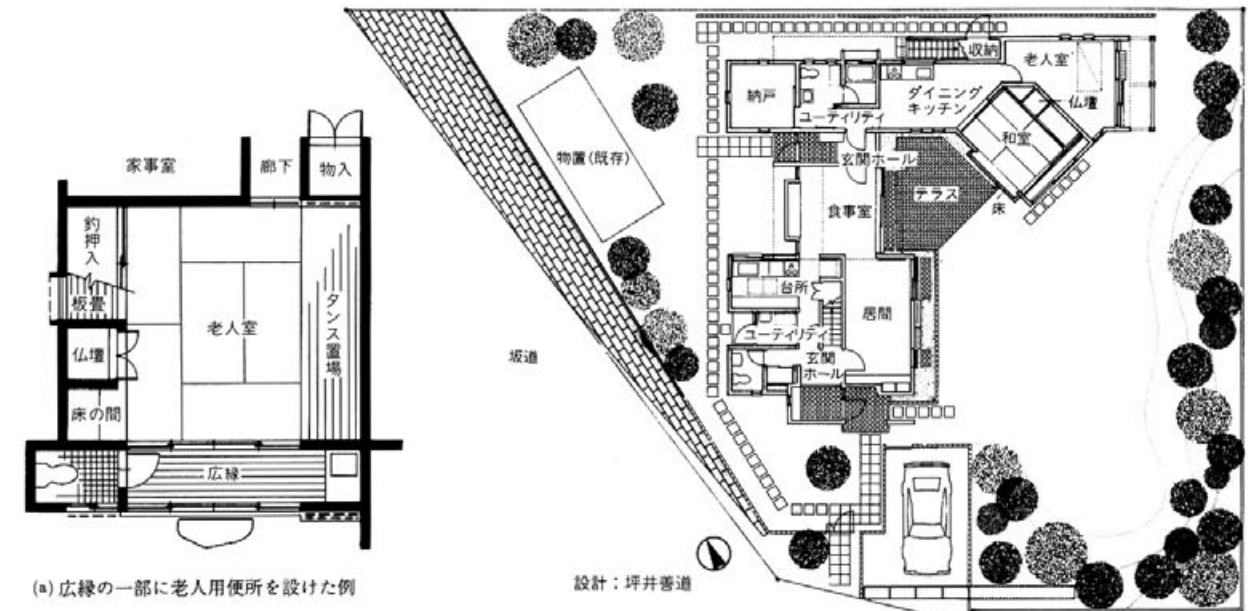 家事室
廊下
物入
釣押入
板畳
仏壇
老人室
タンス置場
床の間
広縁
(a) 広縁の一部に老人用便所を設けた例
収納
老人室
納戸
ダイニング
キッチン
仏壇
ユーティリティ
和室
物置(既存)
玄関ホール
テラス
床
食事室
台所
居間
ユーティリティ
坂道
玄関
ホール
設計：坪井善道